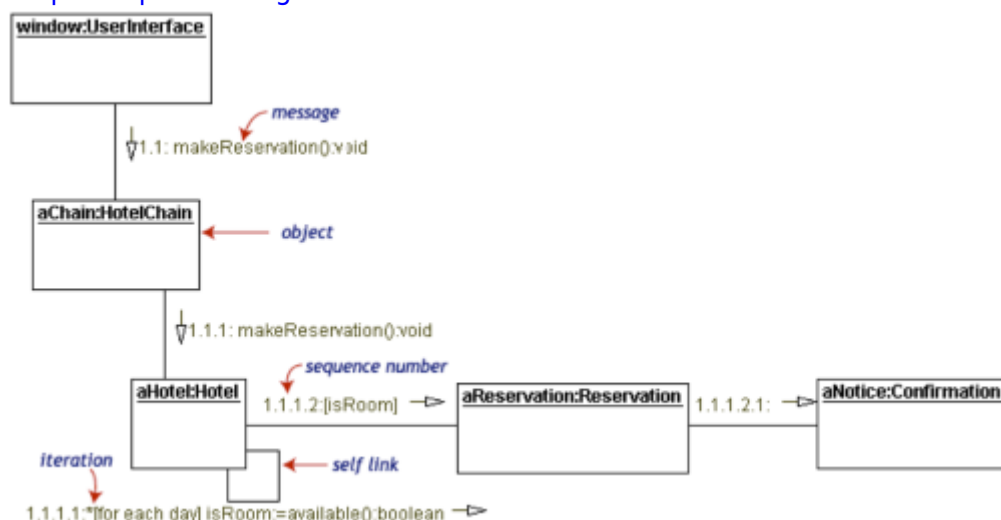 window:UserInterface
message
1.1: makeReservation():void
aChain:HotelChain
object
1.1.1: makeReservation():void
sequence number
aHotel:Hotel
1.1.1.2:[isRoom]
aReservation:Reservation
1.1.1.2.1:
aNotice:Confirmation
iteration
self link
1.1.1.1:*[for each day] isRoom:=available():boolean